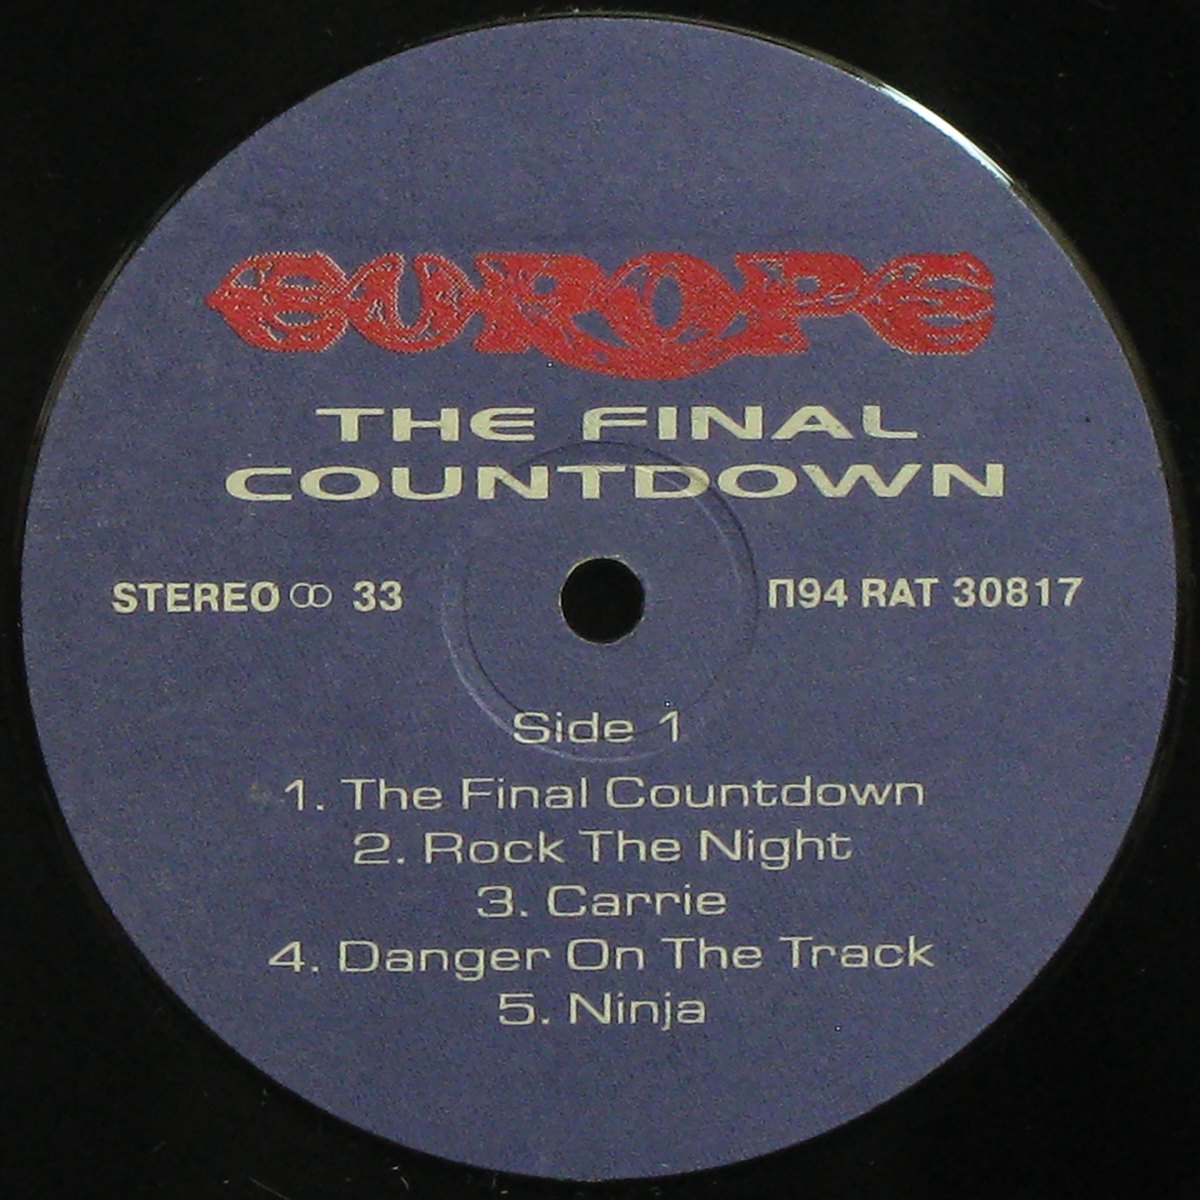 EUROPE
THE FINAL
COUNTDOWN
STEREO ꝏ 33
П94 RAT 30817
Side 1
1. The Final Countdown
2. Rock The Night
3. Carrie
4. Danger On The Track
5. Ninja